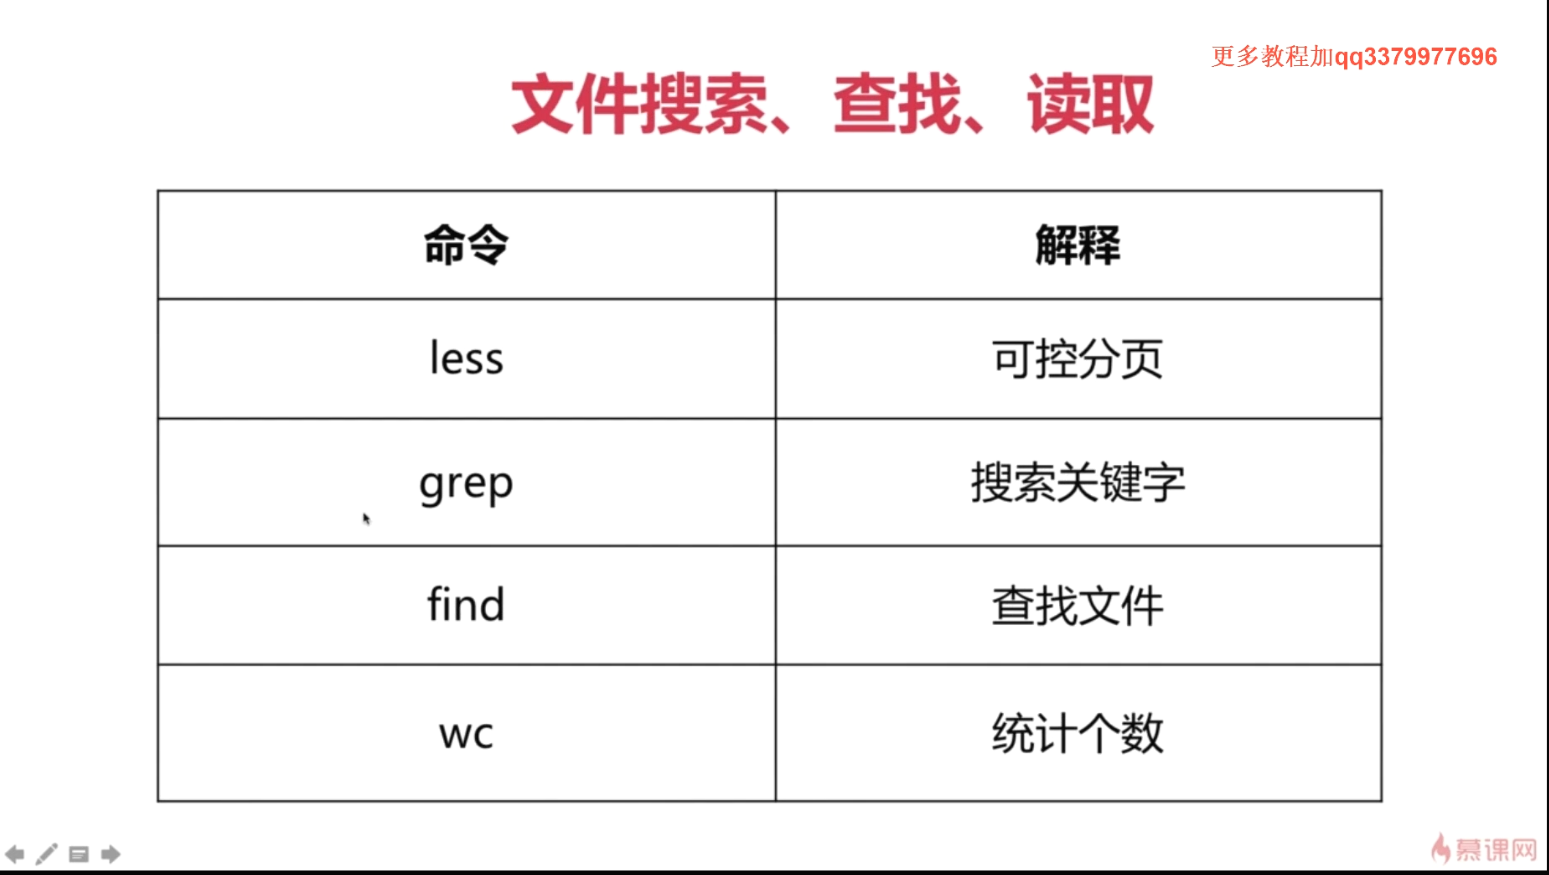 更多教程加qq3379977696
文件搜索、查找、读取
命令 解释
less 可控分页
grep 搜索关键字
find 查找文件
wc 统计个数
慕课网